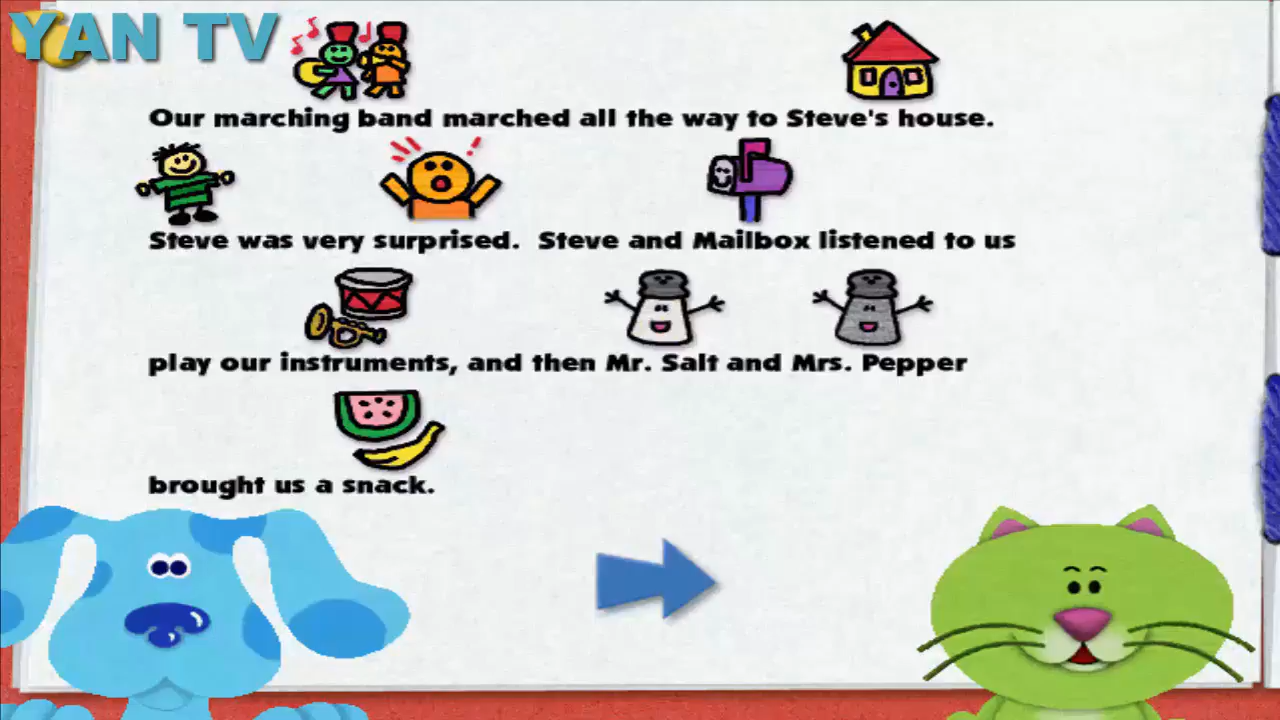 YAN TV
Our marching band marched all the way to Steve's house.
Steve was very surprised. Steve and Mailbox listened to us
play our instruments, and then Mr. Salt and Mrs. Pepper
brought us a snack.